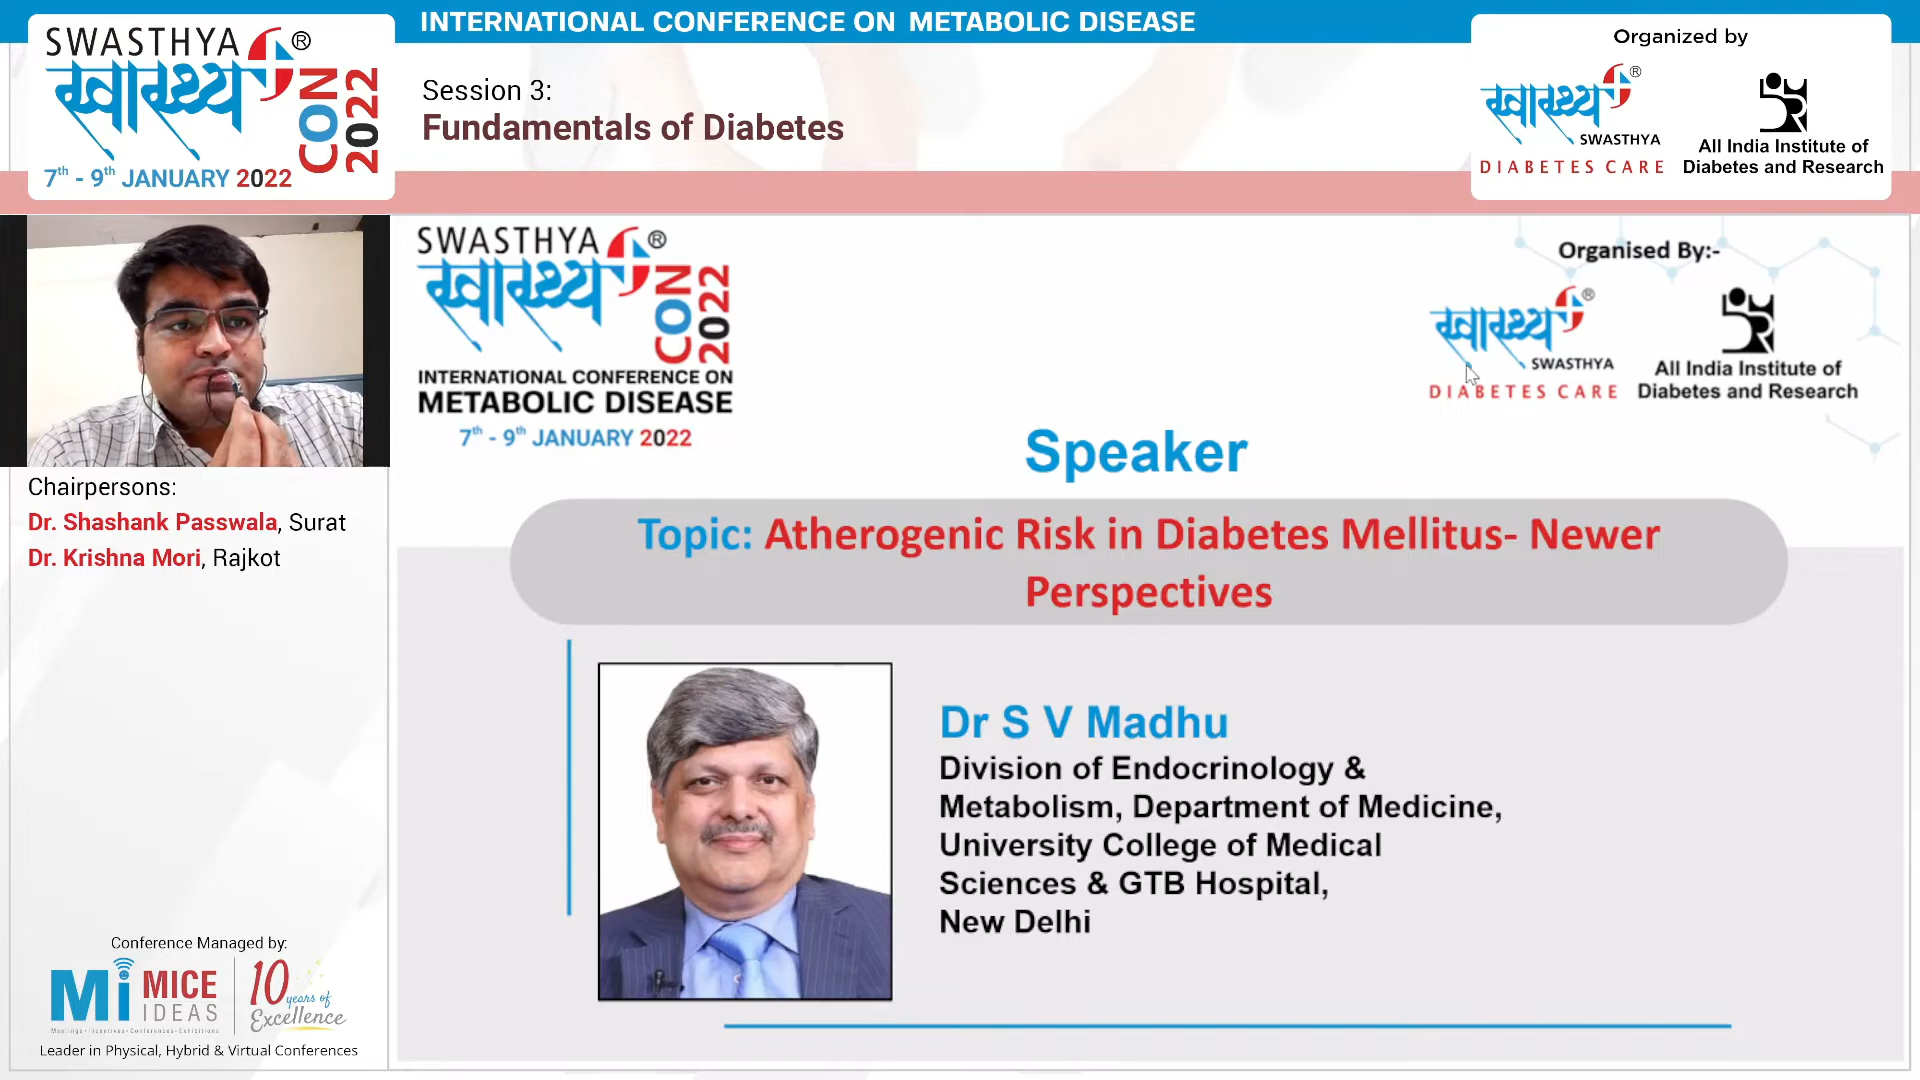 INTERNATIONAL CONFERENCE ON METABOLIC DISEASE
SWASTHYA ®
स्वास्थ्य
CON 2022
7th - 9th JANUARY 2022
Session 3:
Fundamentals of Diabetes
Organized by
स्वास्थ्य ®
SWASTHYA
DIABETES CARE
All India Institute of
Diabetes and Research
Chairpersons:
Dr. Shashank Passwala, Surat
Dr. Krishna Mori, Rajkot
Conference Managed by:
Mi MICE
IDEAS
Meetings • Incentives • Conferences • Exhibitions
10
years of
Excellence
Leader in Physical, Hybrid & Virtual Conferences
SWASTHYA ®
स्वास्थ्य
CON 2022
INTERNATIONAL CONFERENCE ON
METABOLIC DISEASE
7th - 9th JANUARY 2022
Organised By:-
स्वास्थ्य ®
SWASTHYA
DIABETES CARE
All India Institute of
Diabetes and Research
Speaker
Topic: Atherogenic Risk in Diabetes Mellitus- Newer
Perspectives
Dr S V Madhu
Division of Endocrinology &
Metabolism, Department of Medicine,
University College of Medical
Sciences & GTB Hospital,
New Delhi